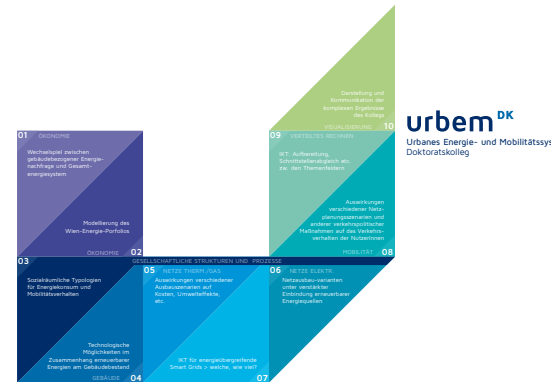 Darstellung und
Kommunikation der
komplexen Ergebnisse
des Kollegs
VISUALISIERUNG 10
urbem DK
Urbanes Energie- und Mobilitätssys
Doktoratskolleg
01 ÖKONOMIE
Wechselspiel zwischen
gebäudebezogener Energie-
nachfrage und Gesamt-
energiesystem
Modellierung des
Wien-Energie-Porfolios
ÖKONOMIE 02
09 VERTEILTES RECHNEN
IKT: Aufbereitung,
Schnittstellenabgleich etc.
zw. den Themenfeldern
Auswirkungen
verschiedener Netz-
planungsszenarien und
anderer verkehrspolitischer
Maßnahmen auf das Verkehrs-
verhalten der NutzerInnen
MOBILITÄT 08
03 GESELLSCHAFTLICHE STRUKTUREN UND PROZESSE
Sozialräumliche Typologien
für Energiekonsum und
Mobilitätsverhalten
Technologische
Möglichkeiten im
Zusammenhang erneuerbarer
Energien am Gebäudebestand
GEBÄUDE 04
05 NETZE THERM./GAS
Auswirkungen verschiedener
Ausbauszenarien auf
Kosten, Umwelteffekte,
etc.
IKT für energieübergreifende
Smart Grids > welche, wie viel?
07
06 NETZE ELEKTR.
Netzausbau-varianten
unter verstärkter
Einbindung erneuerbarer
Energiequellen